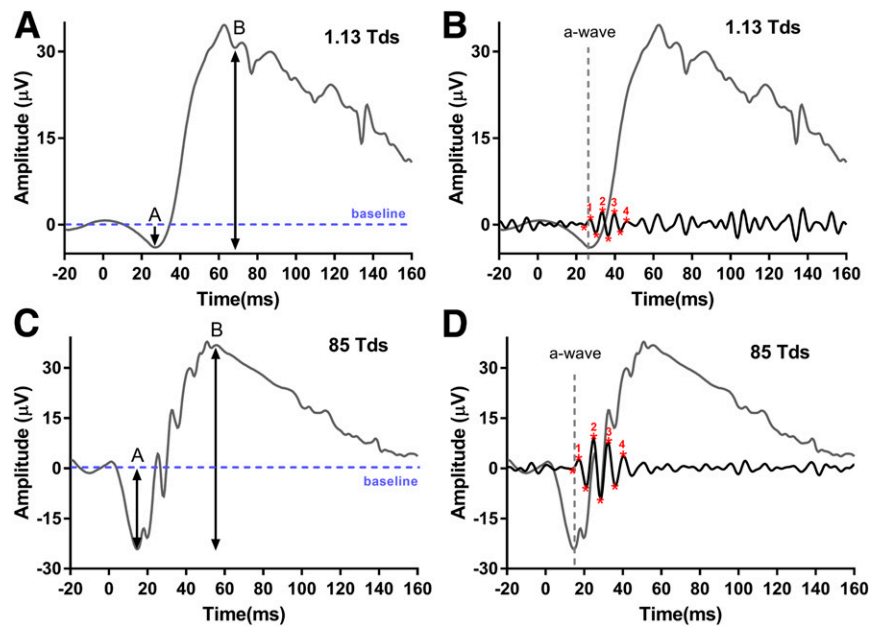 A
1.13 Tds
B
A
baseline
Amplitude (μV)
30
15
0
-20 0 20 40 60 80 100 120 140 160
Time(ms)
B
1.13 Tds
a-wave
1 2 3 4
* * * * * * * *
Amplitude (μV)
30
15
0
-20 0 20 40 60 80 100 120 140 160
Time(ms)
C
85 Tds
B
A
baseline
Amplitude (μV)
30
15
0
-15
-30
-20 0 20 40 60 80 100 120 140 160
Time(ms)
D
85 Tds
a-wave
1 2 3 4
* * * * * * * *
Amplitude (μV)
30
15
0
-15
-30
-20 0 20 40 60 80 100 120 140 160
Time(ms)